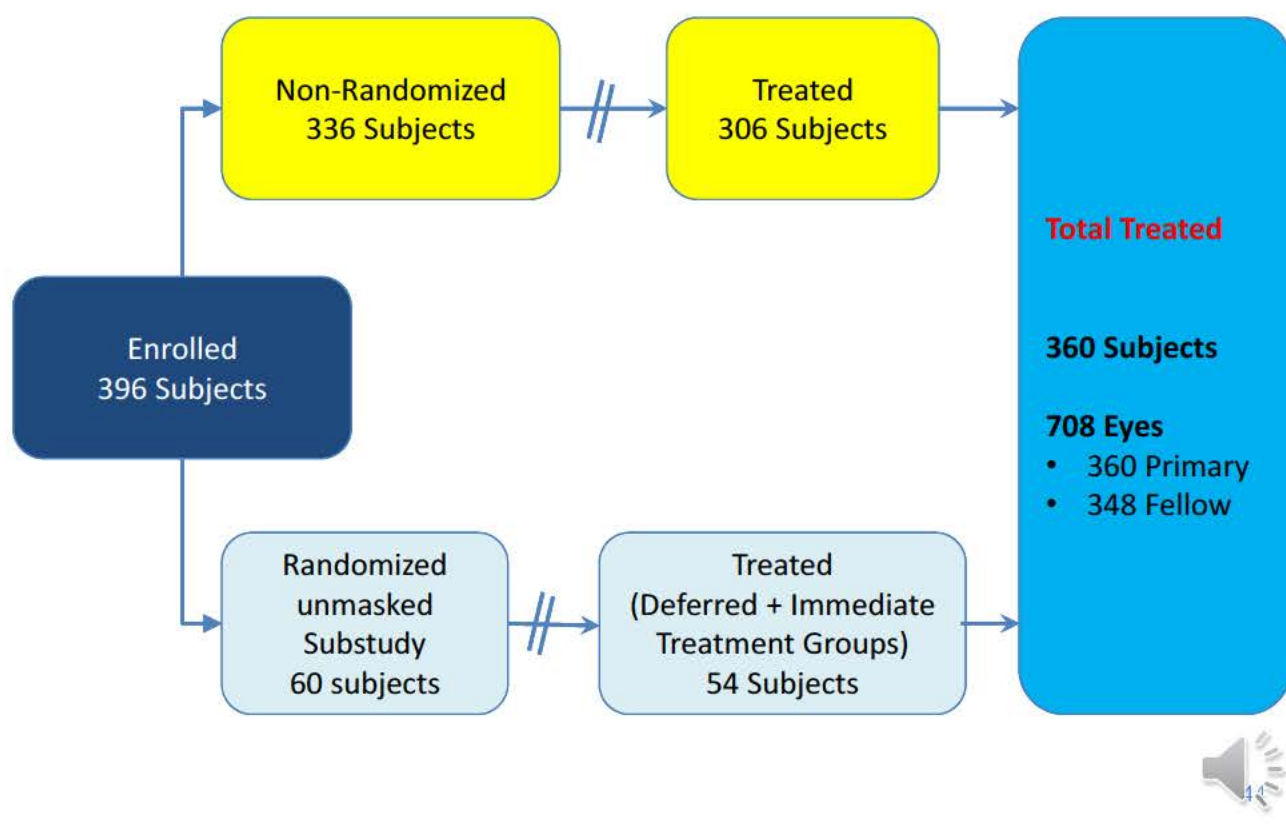 Non-Randomized
336 Subjects
Treated
306 Subjects
Enrolled
396 Subjects
Randomized
unmasked
Substudy
60 subjects
Treated
(Deferred + Immediate
Treatment Groups)
54 Subjects
Total Treated
360 Subjects
708 Eyes
• 360 Primary
• 348 Fellow